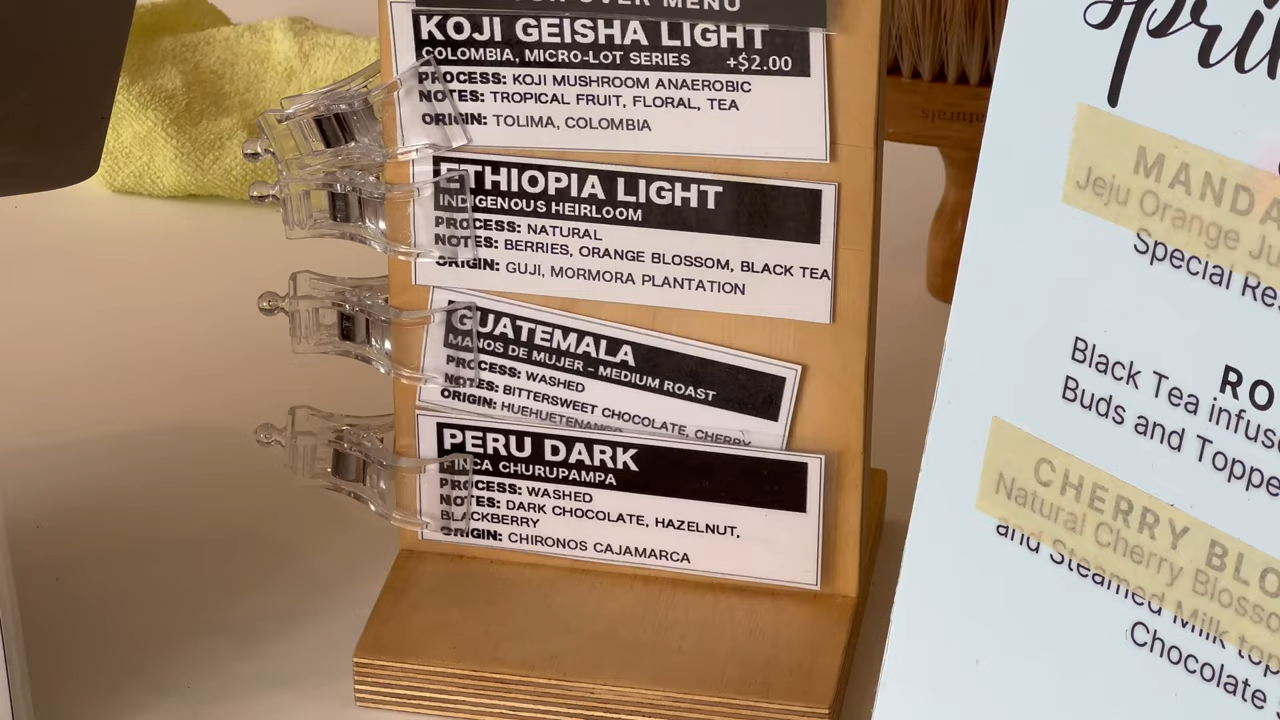 OVER MENU
KOJI GEISHA LIGHT
COLOMBIA, MICRO-LOT SERIES +$2.00
PROCESS: KOJI MUSHROOM ANAEROBIC
NOTES: TROPICAL FRUIT, FLORAL, TEA
ORIGIN: TOLIMA, COLOMBIA
ETHIOPIA LIGHT
INDIGENOUS HEIRLOOM
PROCESS: NATURAL
NOTES: BERRIES, ORANGE BLOSSOM, BLACK TEA
ORIGIN: GUJI, MORMORA PLANTATION
GUATEMALA
MANOS DE MUJER - MEDIUM ROAST
PROCESS: WASHED
NOTES: BITTERSWEET CHOCOLATE, CHERRY
ORIGIN: HUEHUETENANGO
PERU DARK
FINCA CHURUPAMPA
PROCESS: WASHED
NOTES: DARK CHOCOLATE, HAZELNUT,
BLACKBERRY
ORIGIN: CHIRONOS CAJAMARCA
aturals
Spri
MANDA
Jeju Orange Ju
Special Re
RO
Black Tea infus
Buds and Toppe
CHERRY BLO
Natural Cherry Blosso
and Steamed Milk top
Chocolate